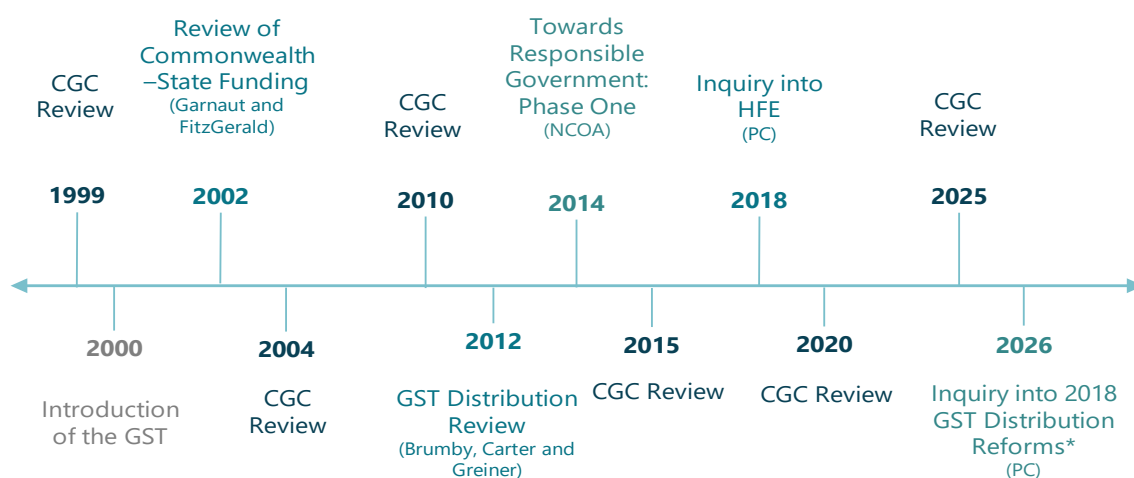 CGC
Review
1999
Review of
Commonwealth
–State Funding
(Garnaut and
FitzGerald)
2002
CGC
Review
2010
Towards
Responsible
Government:
Phase One
(NCOA)
2014
Inquiry into
HFE
(PC)
2018
CGC
Review
2025
2000
Introduction
of the GST
2004
CGC
Review
2012
GST Distribution
Review
(Brumby, Carter and
Greiner)
2015
CGC Review
2020
CGC Review
2026
Inquiry into 2018
GST Distribution
Reforms*
(PC)